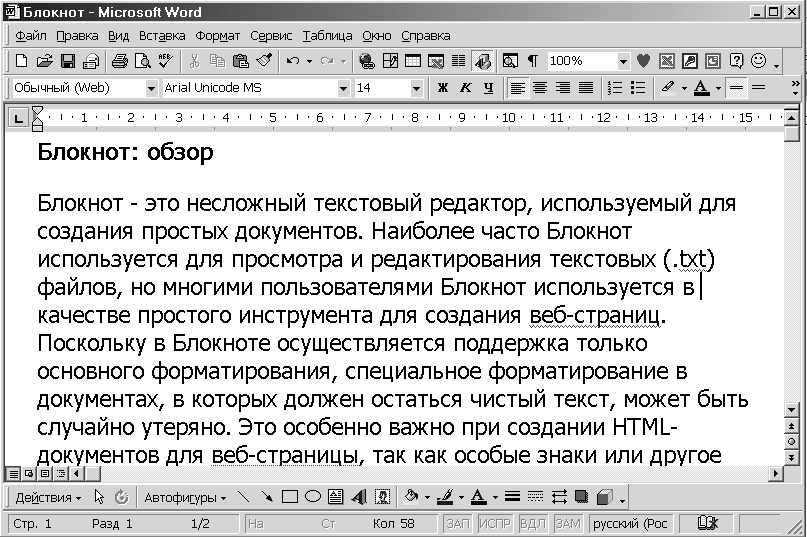 Блокнот - Microsoft Word
Файл Правка Вид Вставка Формат Сервис Таблица Окно Справка
100%
Обычный (Web) Arial Unicode MS 14 Ж К Ч
1 2 3 4 5 6 7 8 9 10 11 12 13 14 15
Блокнот: обзор
Блокнот - это несложный текстовый редактор, используемый для
создания простых документов. Наиболее часто Блокнот
используется для просмотра и редактирования текстовых (.txt)
файлов, но многими пользователями Блокнот используется в
качестве простого инструмента для создания веб-страниц.
Поскольку в Блокноте осуществляется поддержка только
основного форматирования, специальное форматирование в
документах, в которых должен остаться чистый текст, может быть
случайно утеряно. Это особенно важно при создании HTML-
документов для веб-страницы, так как особые знаки или другое
Действия Автофигуры
Стр. 1 Разд 1 1/2 На Ст Кол 58 ЗАП ИСПР ВДЛ ЗАМ русский (Рос